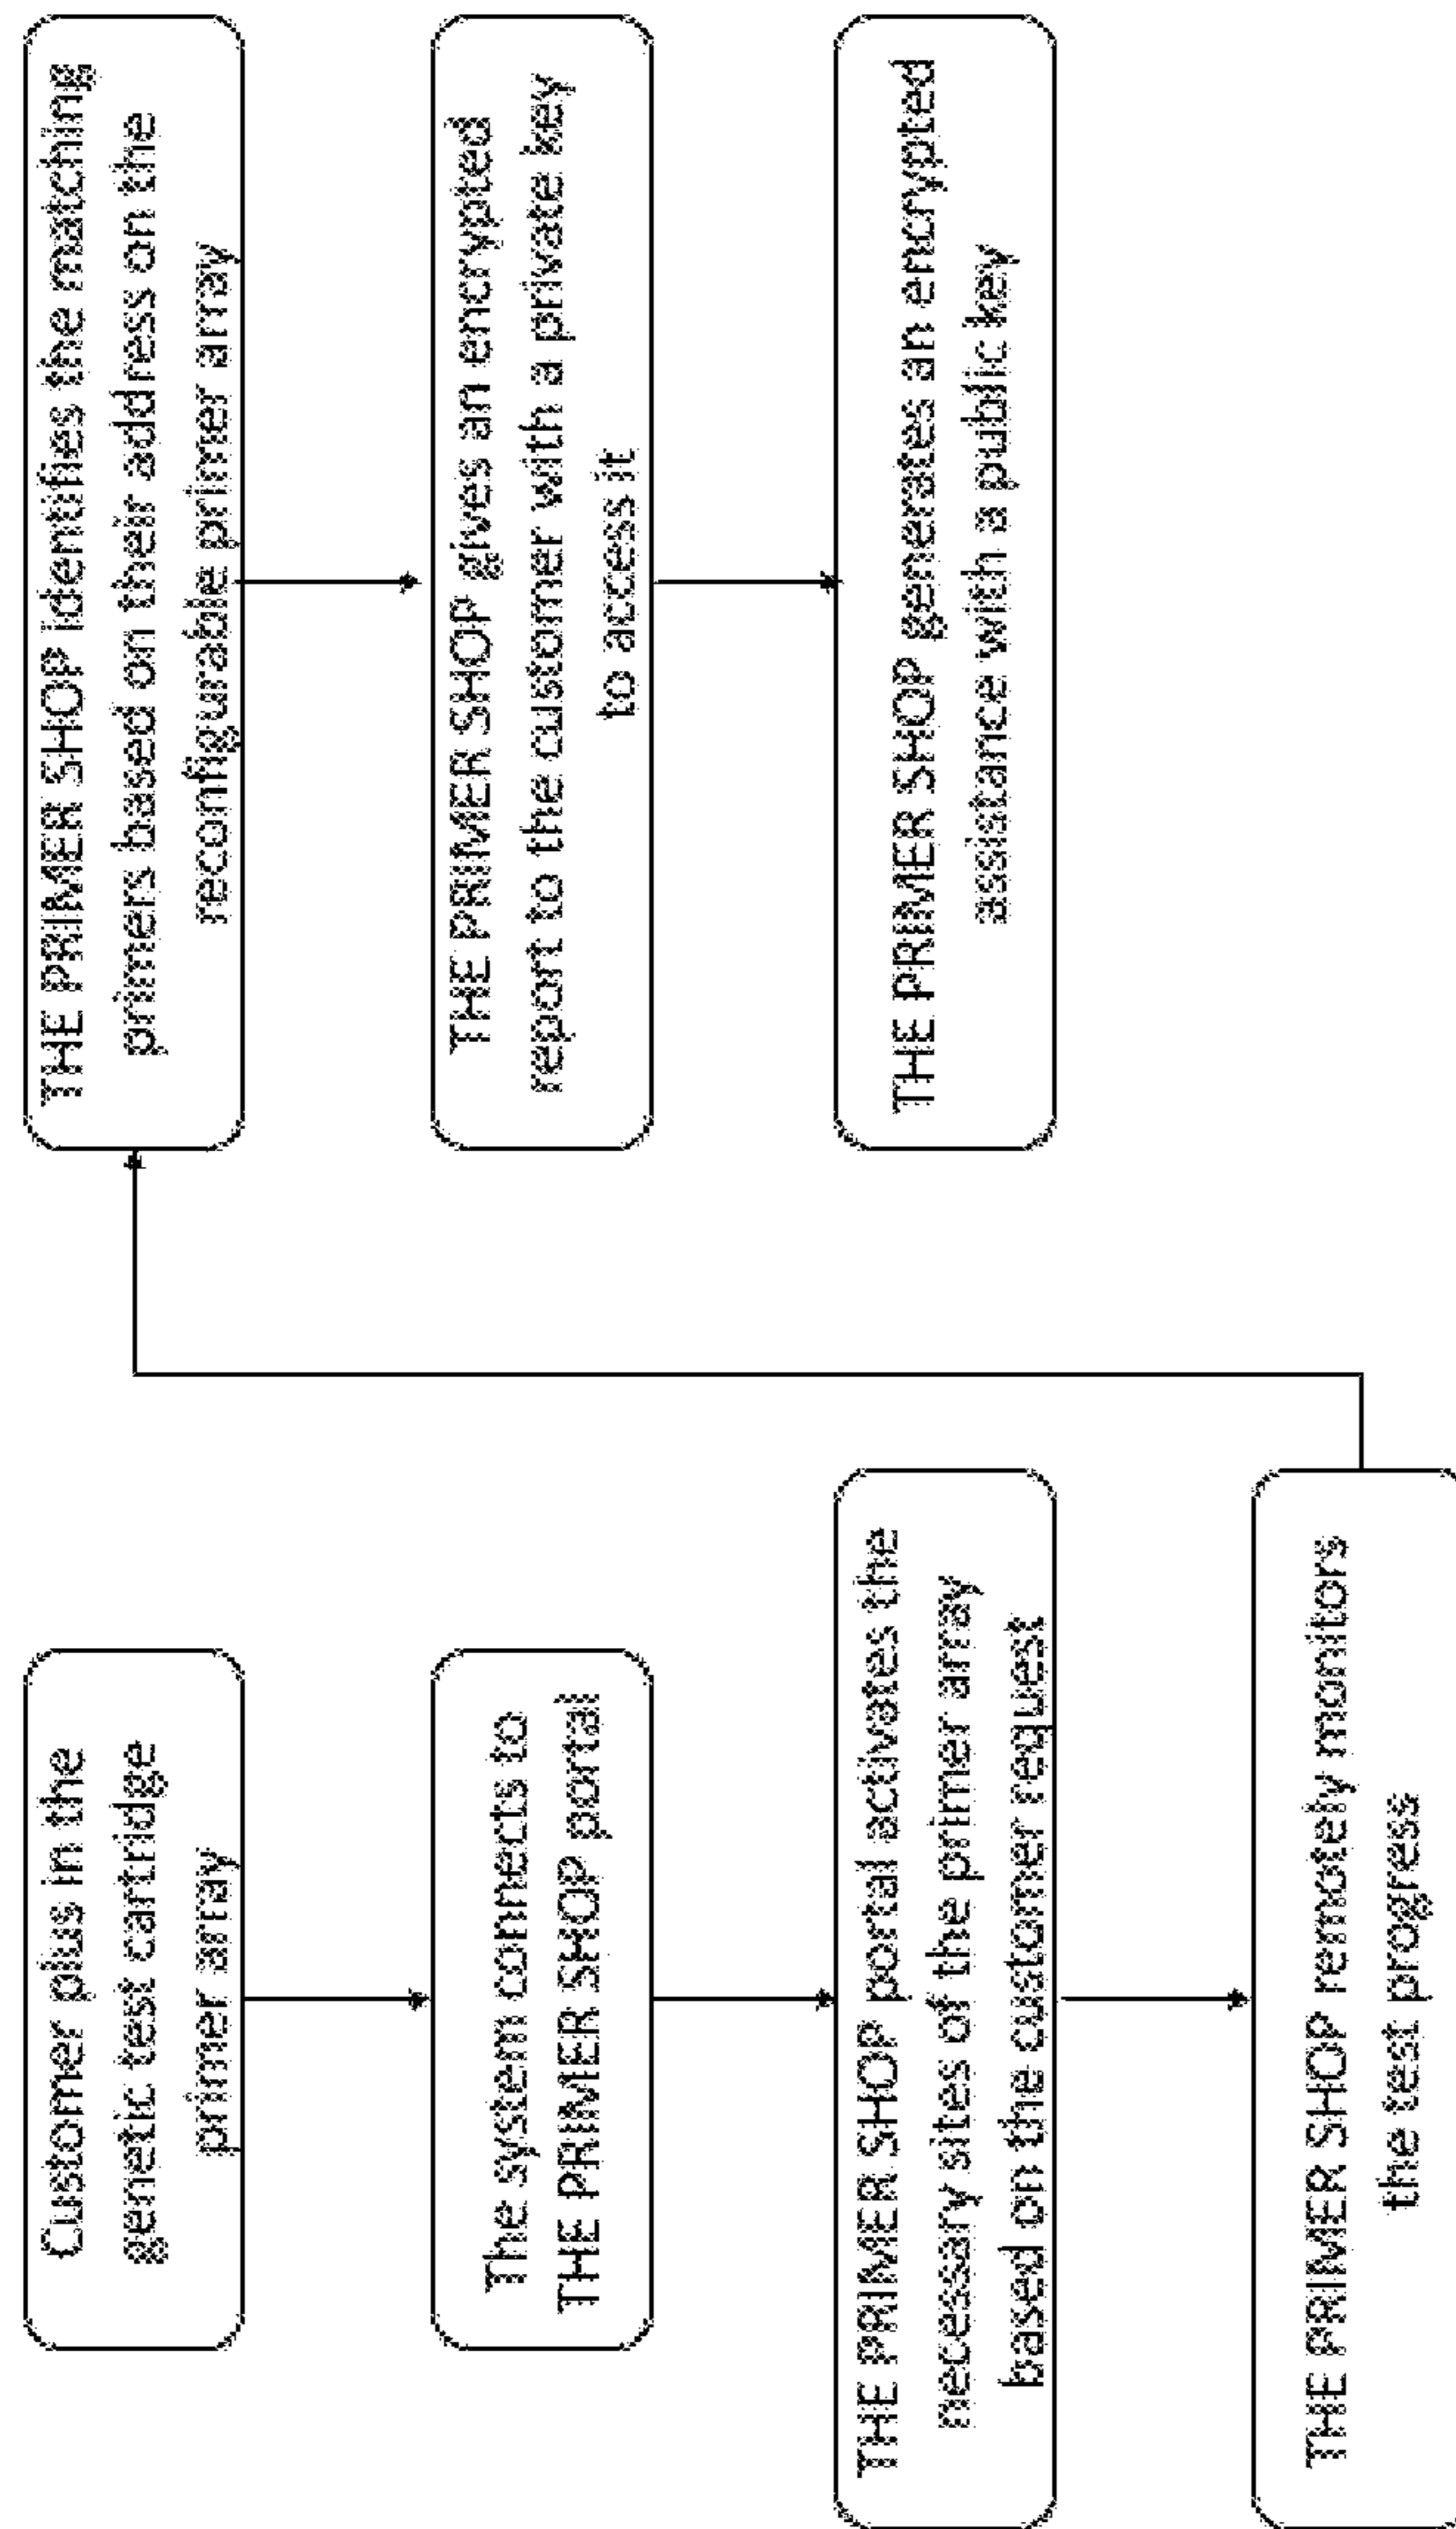 Customer plus in the
genetic test cartridge
primer array
The system connects to
THE PRIMER SHOP portal
THE PRIMER SHOP portal activates the
necessary sites of the primer array
based on the customer request
THE PRIMER SHOP remotely monitors
the test progress
THE PRIMER SHOP identifies the matching
primers based on their address on the
reconfigurable primer array
THE PRIMER SHOP gives an encrypted
report to the customer with a private key
to access it
THE PRIMER SHOP generates an encrypted
assistance with a public key